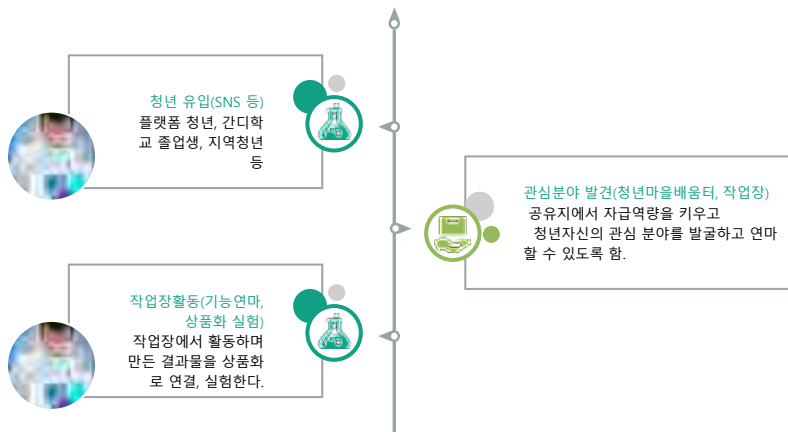 청년 유입(SNS 등)
플랫폼 청년, 간디학
교 졸업생, 지역청년
등
관심분야 발견(청년마을배움터, 작업장)
공유지에서 자급역량을 키우고
청년자신의 관심 분야를 발굴하고 연마
할 수 있도록 함.
작업장활동(기능연마,
상품화 실험)
작업장에서 활동하며
만든 결과물을 상품화
로 연결, 실험한다.